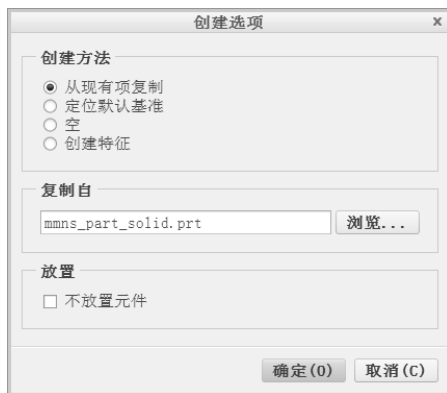 创建选项 ×
创建方法
从现有项复制
定位默认基准
空
创建特征
复制自
mmns_part_solid.prt 浏览...
放置
不放置元件
确定(O) 取消(C)